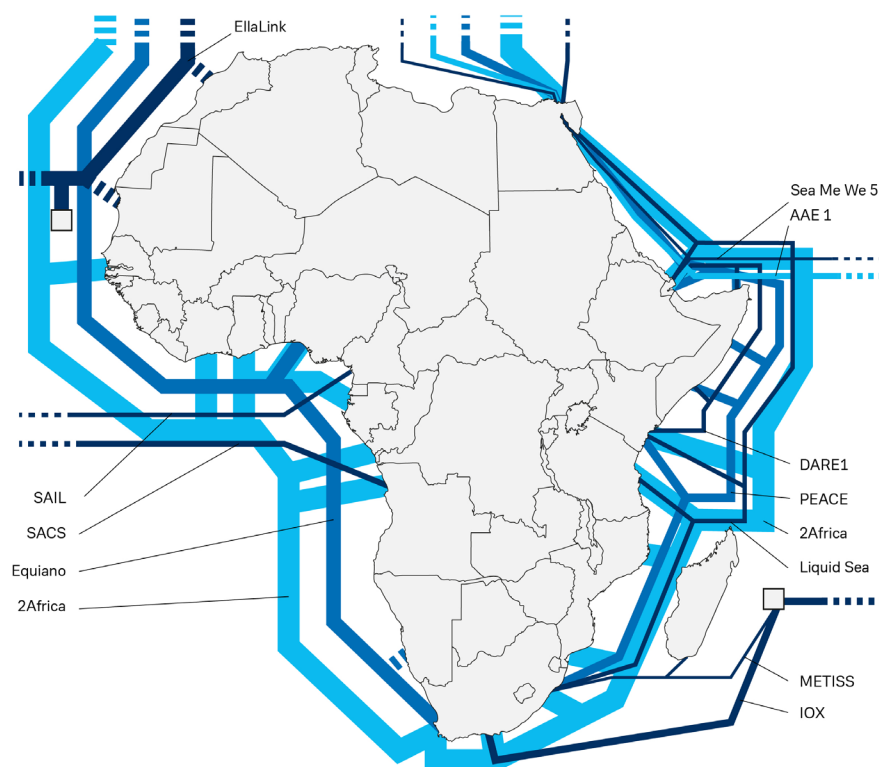 EllaLink
Sea Me We 5
AAE 1
SAIL
SACS
Equiano
2Africa
DARE1
PEACE
2Africa
Liquid Sea
METISS
IOX